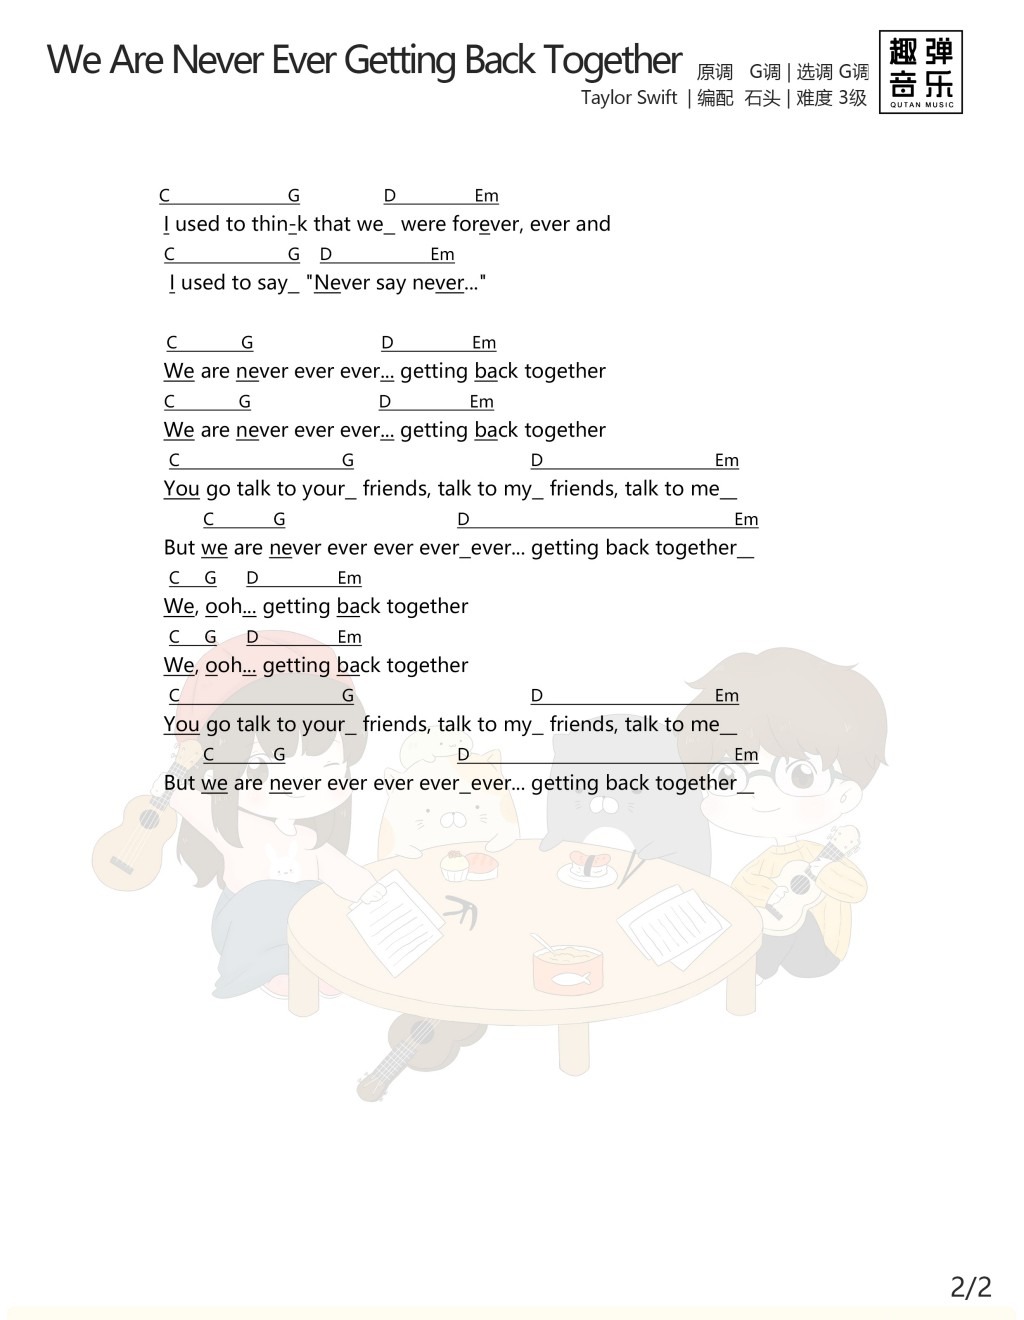 We Are Never Ever Getting Back Together
原调 G调 | 选调 G调
Taylor Swift | 编配 石头 | 难度 3级
趣弹
音乐
QUTAN MUSIC
C G D Em
I used to thin-k that we_ were forever, ever and
C G D Em
I used to say_ "Never say never..."
C G D Em
We are never ever ever... getting back together
C G D Em
We are never ever ever... getting back together
C G D Em
You go talk to your_ friends, talk to my_ friends, talk to me__
C G D Em
But we are never ever ever ever_ever... getting back together__
C G D Em
We, ooh... getting back together
C G D Em
We, ooh... getting back together
C G D Em
You go talk to your_ friends, talk to my_ friends, talk to me__
C G D Em
But we are never ever ever ever_ever... getting back together__
2/2